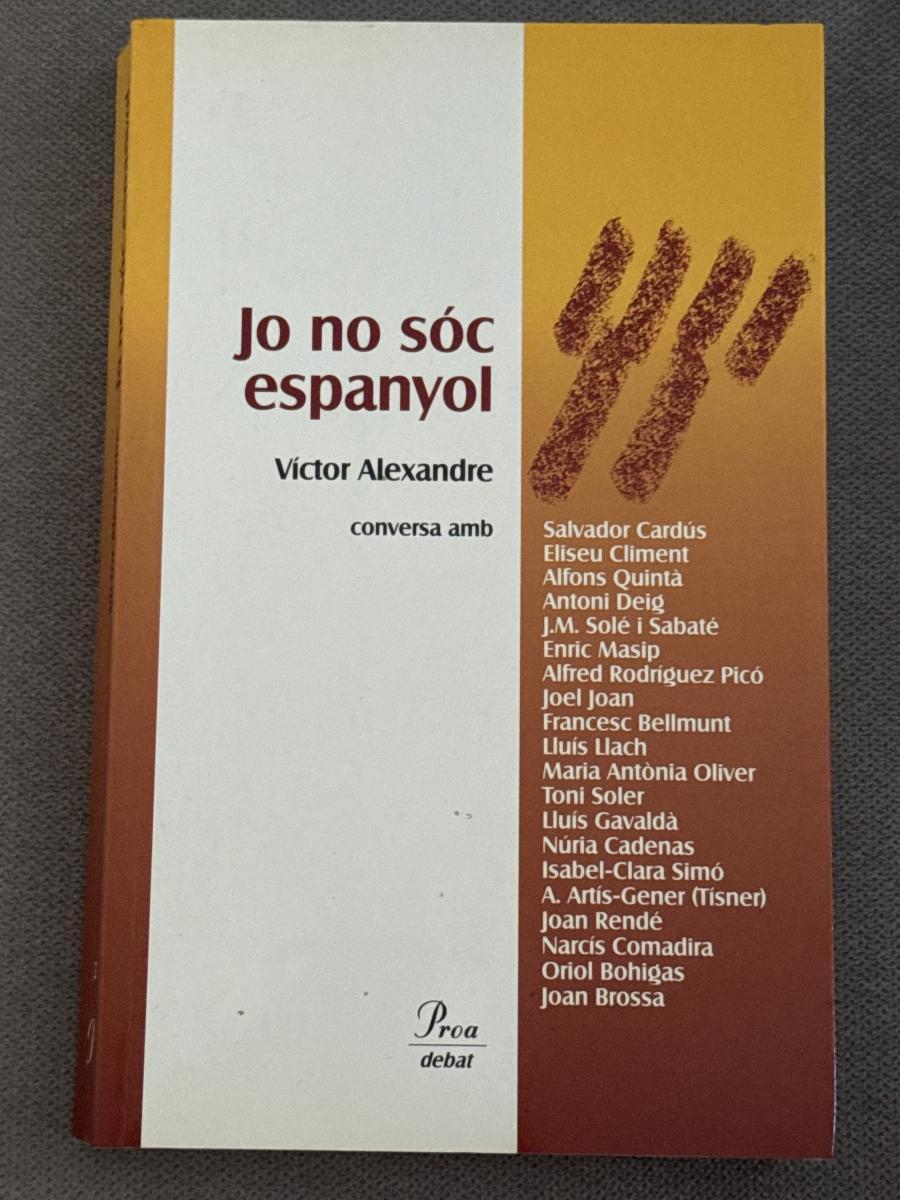 Jo no sóc
espanyol
Víctor Alexandre
conversa amb
Salvador Cardús
Eliseu Climent
Alfons Quintà
Antoni Deig
J.M. Solé i Sabaté
Enric Masip
Alfred Rodríguez Picó
Joel Joan
Francesc Bellmunt
Lluís Llach
Maria Antònia Oliver
Toni Soler
Lluís Gavaldà
Núria Cadenas
Isabel-Clara Simó
A. Artís-Gener (Tísner)
Joan Rendé
Narcís Comadira
Oriol Bohigas
Joan Brossa
Proa
debat